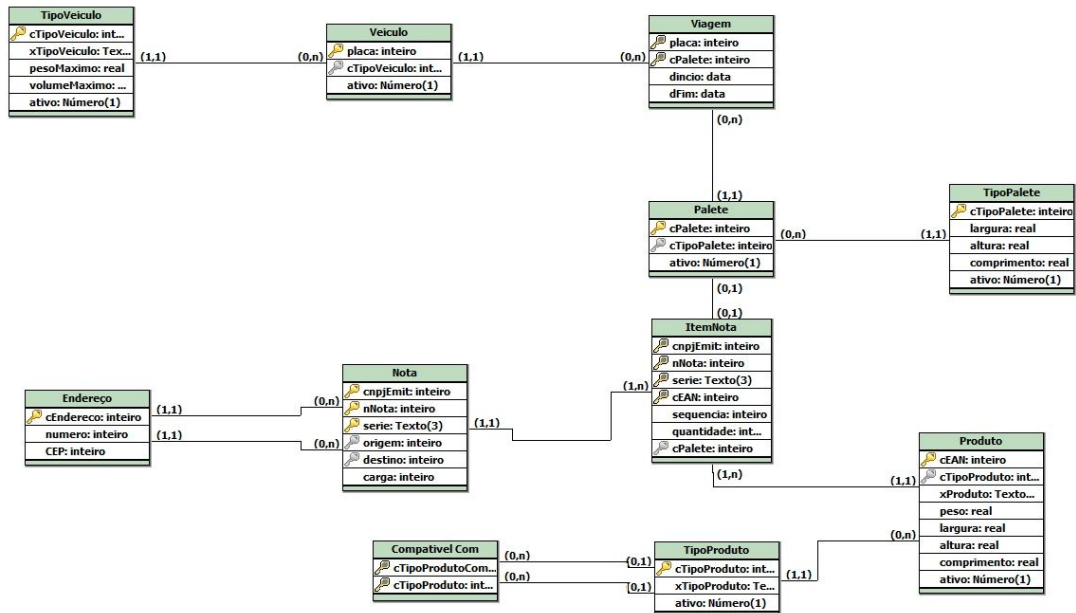 TipoVeiculo
cTipoVeiculo: int...
xTipoVeiculo: Tex...
pesoMaximo: real
volumeMaximo: ...
ativo: Número(1)
(1,1)
(0,n)
Veiculo
placa: inteiro
cTipoVeiculo: int...
ativo: Número(1)
(1,1)
(0,n)
Viagem
placa: inteiro
cPalete: inteiro
dincio: data
dFim: data
(0,n)
(1,1)
Palete
cPalete: inteiro
cTipoPalete: inteiro
ativo: Número(1)
(0,n)
(1,1)
TipoPalete
cTipoPalete: inteiro
largura: real
altura: real
comprimento: real
ativo: Número(1)
(0,1)
(0,1)
ItemNota
cnpjEmit: inteiro
nNota: inteiro
serie: Texto(3)
cEAN: inteiro
sequencia: inteiro
quantidade: int...
cPalete: inteiro
(1,n)
(1,n)
Endereço
cEndereco: inteiro
numero: inteiro
CEP: inteiro
(1,1)
(0,n)
(1,1)
(0,n)
Nota
cnpjEmit: inteiro
nNota: inteiro
serie: Texto(3)
origem: inteiro
destino: inteiro
carga: inteiro
(1,1)
Produto
cEAN: inteiro
cTipoProduto: int...
xProduto: Texto...
peso: real
largura: real
altura: real
comprimento: real
ativo: Número(1)
(1,1)
(0,n)
Compativel Com
cTipoProdutoCom...
cTipoProduto: int...
(0,n)
(0,1)
(0,n)
(0,1)
TipoProduto
cTipoProduto: int...
xTipoProduto: Te...
ativo: Número(1)
(1,1)